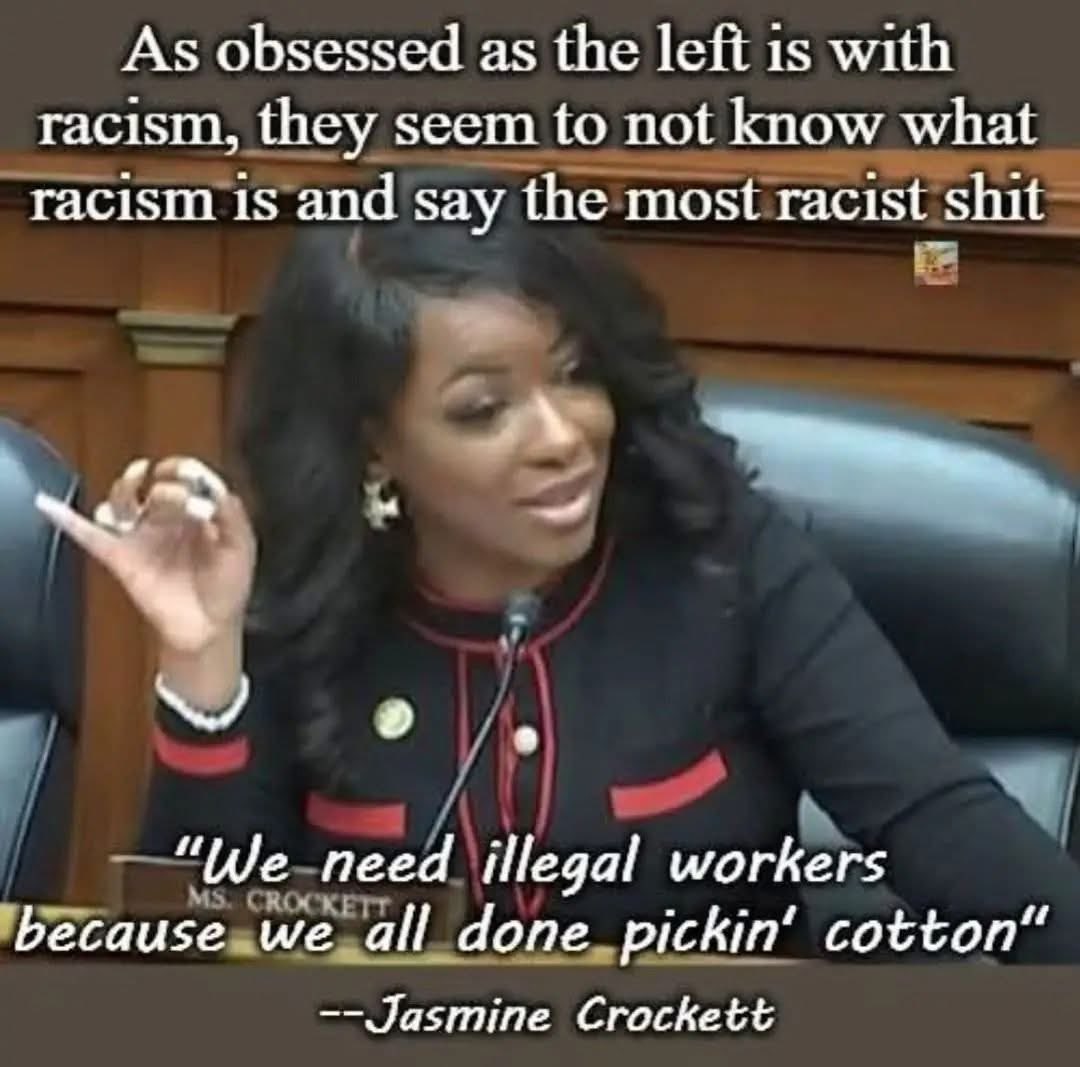 As obsessed as the left is with
racism, they seem to not know what
racism is and say the most racist shit
"We need illegal workers
MS. CROCKETT
because we all done pickin' cotton"
--Jasmine Crockett